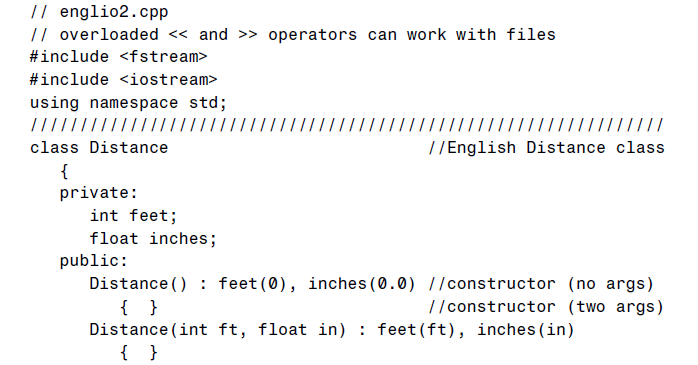 // englio2.cpp
// overloaded << and >> operators can work with files
#include <fstream>
#include <iostream>
using namespace std;
////////////////////////////////////////////////////////////////
class Distance                          //English Distance class
   {
   private:
      int feet;
      float inches;
   public:
      Distance() : feet(0), inches(0.0) //constructor (no args)
         {  }                           //constructor (two args)
      Distance(int ft, float in) : feet(ft), inches(in)
         {  }